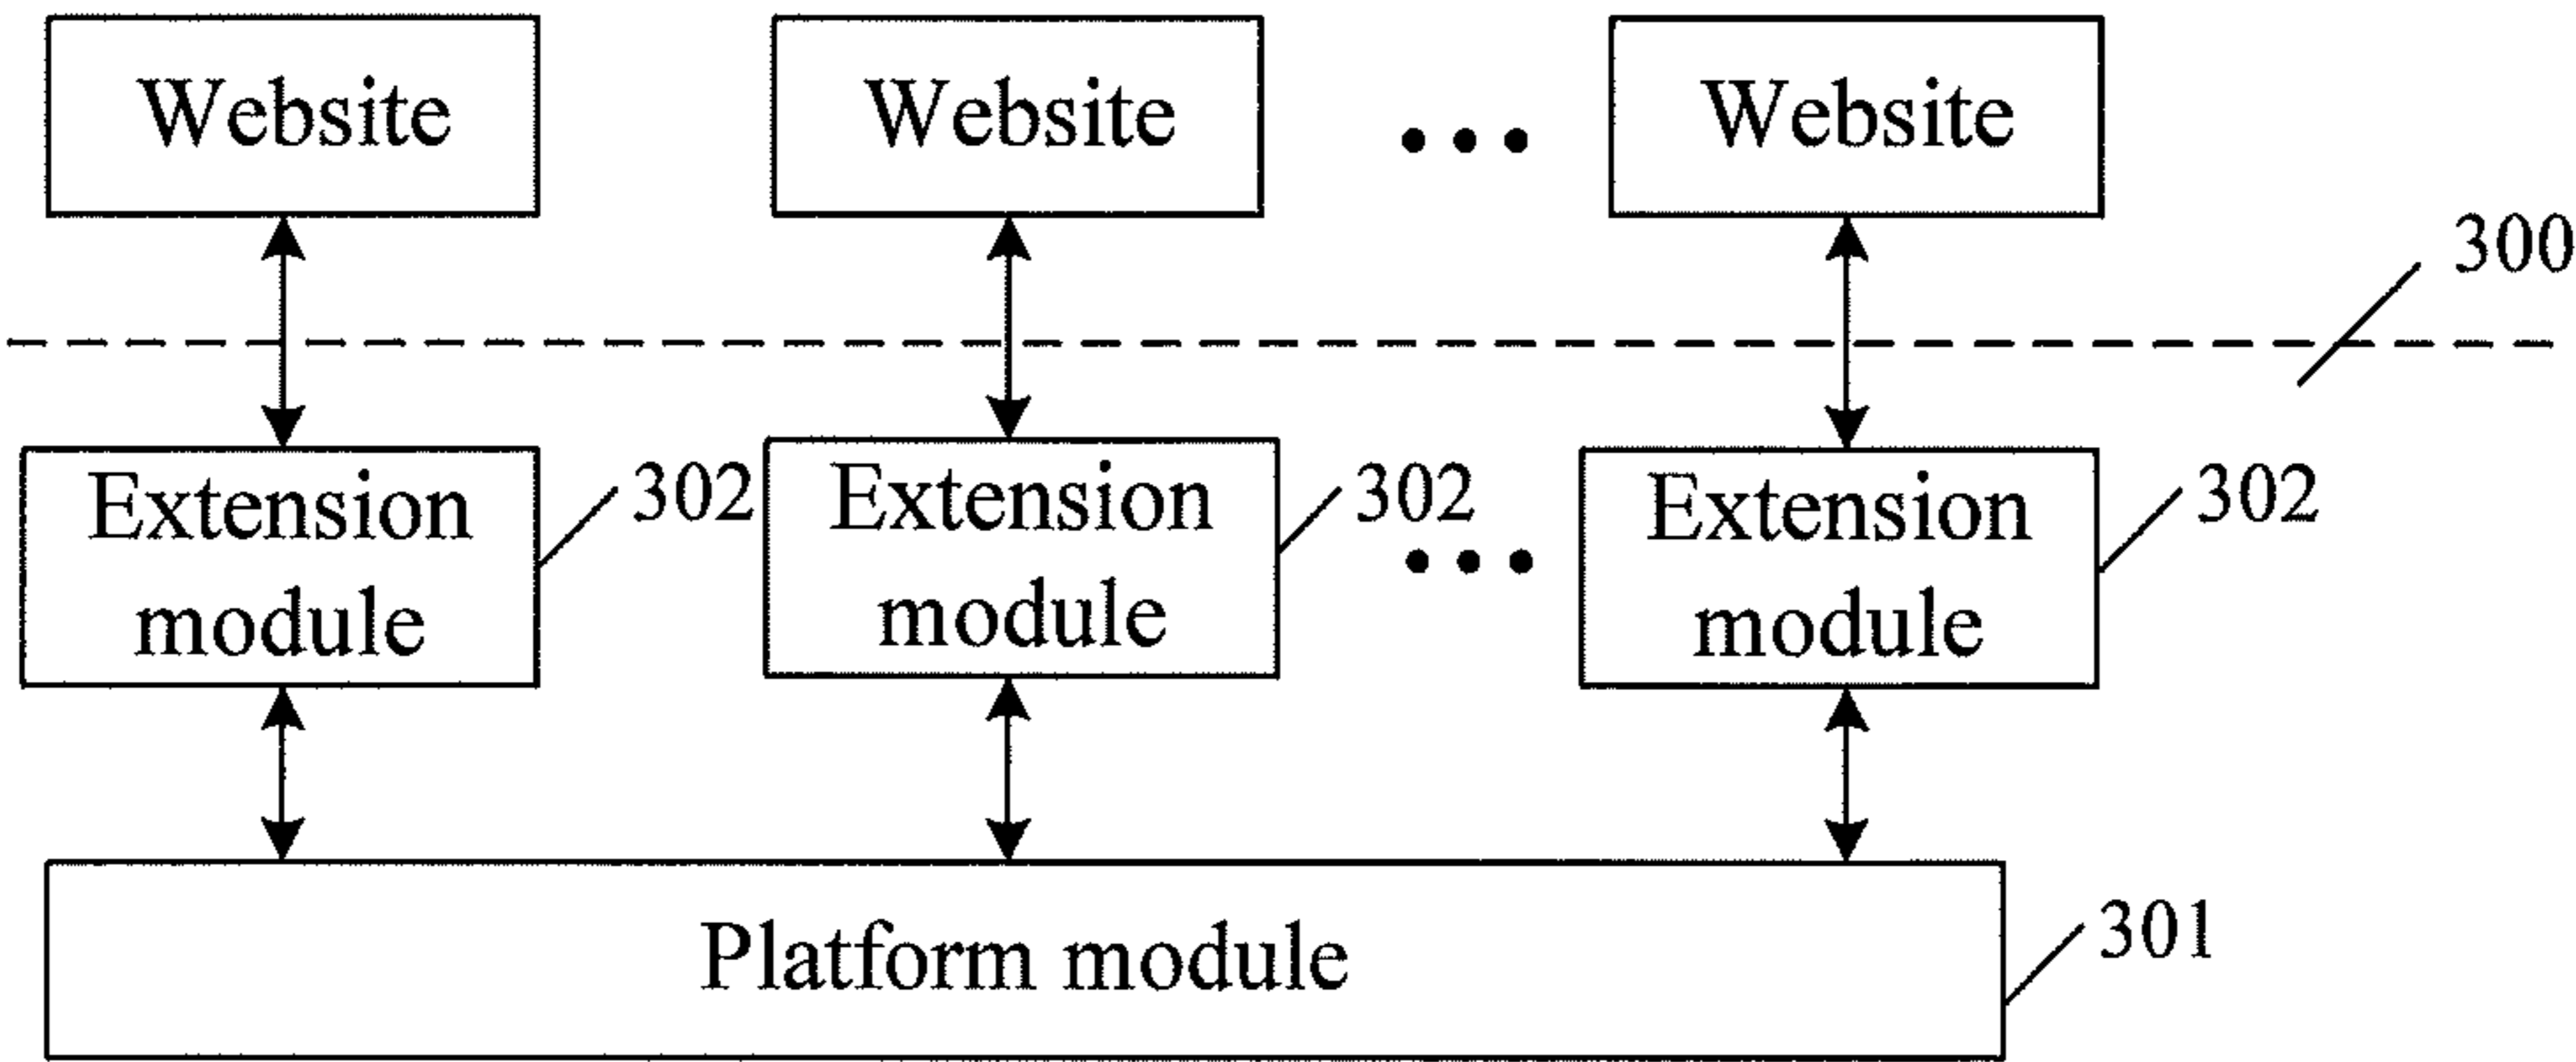 Website
Website
...
Website
300
Extension
module
302
Extension
module
302
...
Extension
module
302
Platform module
301